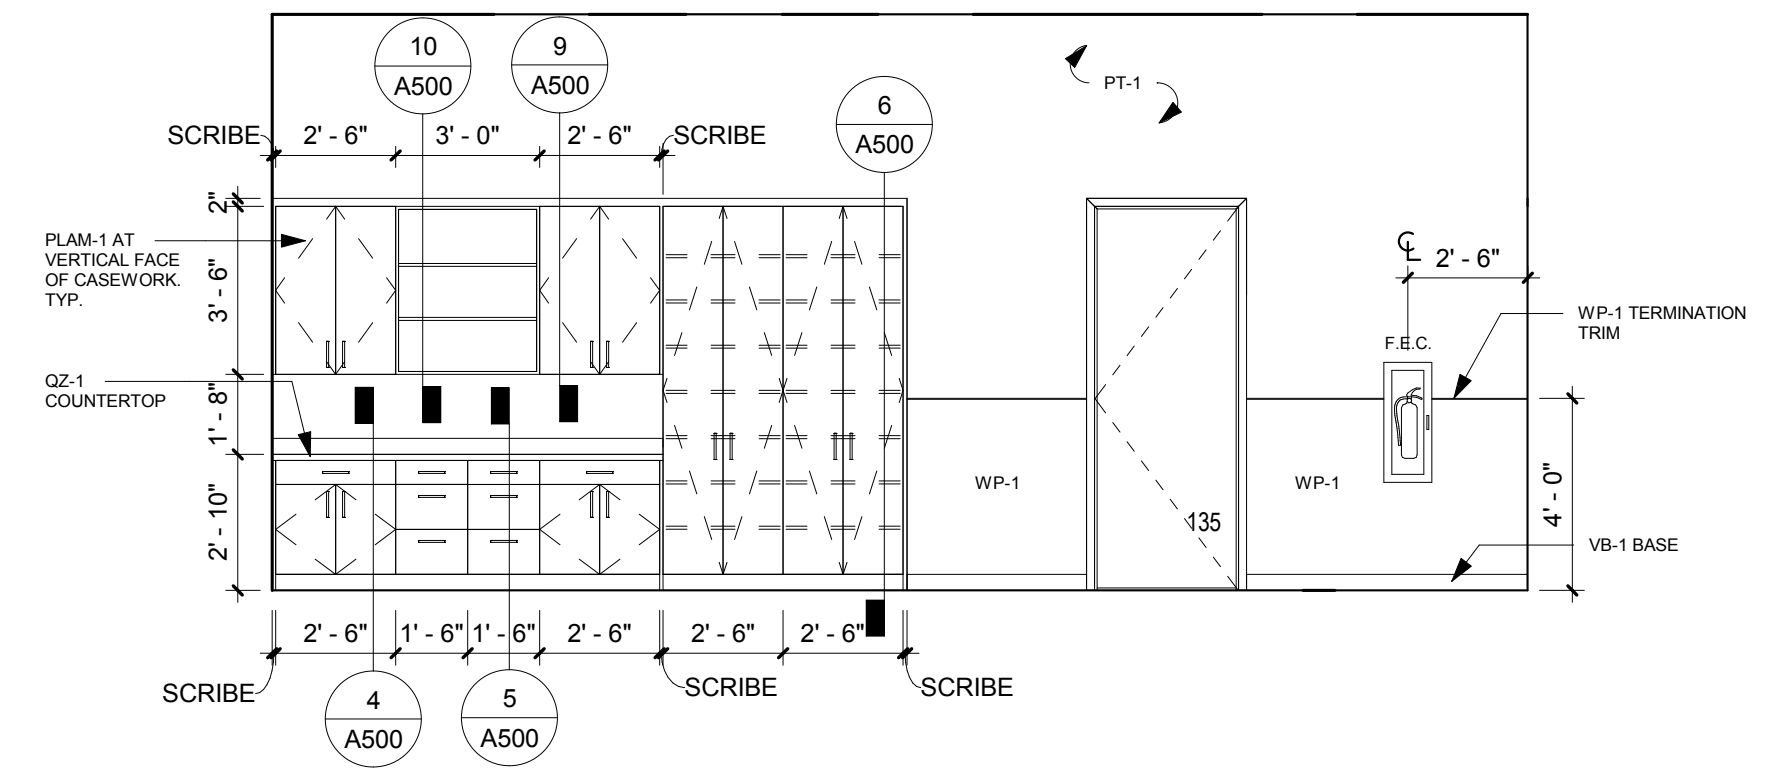 10
A500
9
A500
6
A500
PT-1
SCRIBE
2' - 6"
3' - 0"
2' - 6"
SCRIBE
2"
3' - 6"
1' - 8"
2' - 10"
PLAM-1 AT
VERTICAL FACE
OF CASEWORK.
TYP.
QZ-1
COUNTERTOP
℄
2' - 6"
WP-1 TERMINATION
TRIM
F.E.C.
WP-1
WP-1
135
4' - 0"
VB-1 BASE
2' - 6"
1' - 6"
1' - 6"
2' - 6"
2' - 6"
2' - 6"
SCRIBE
SCRIBE
SCRIBE
4
A500
5
A500